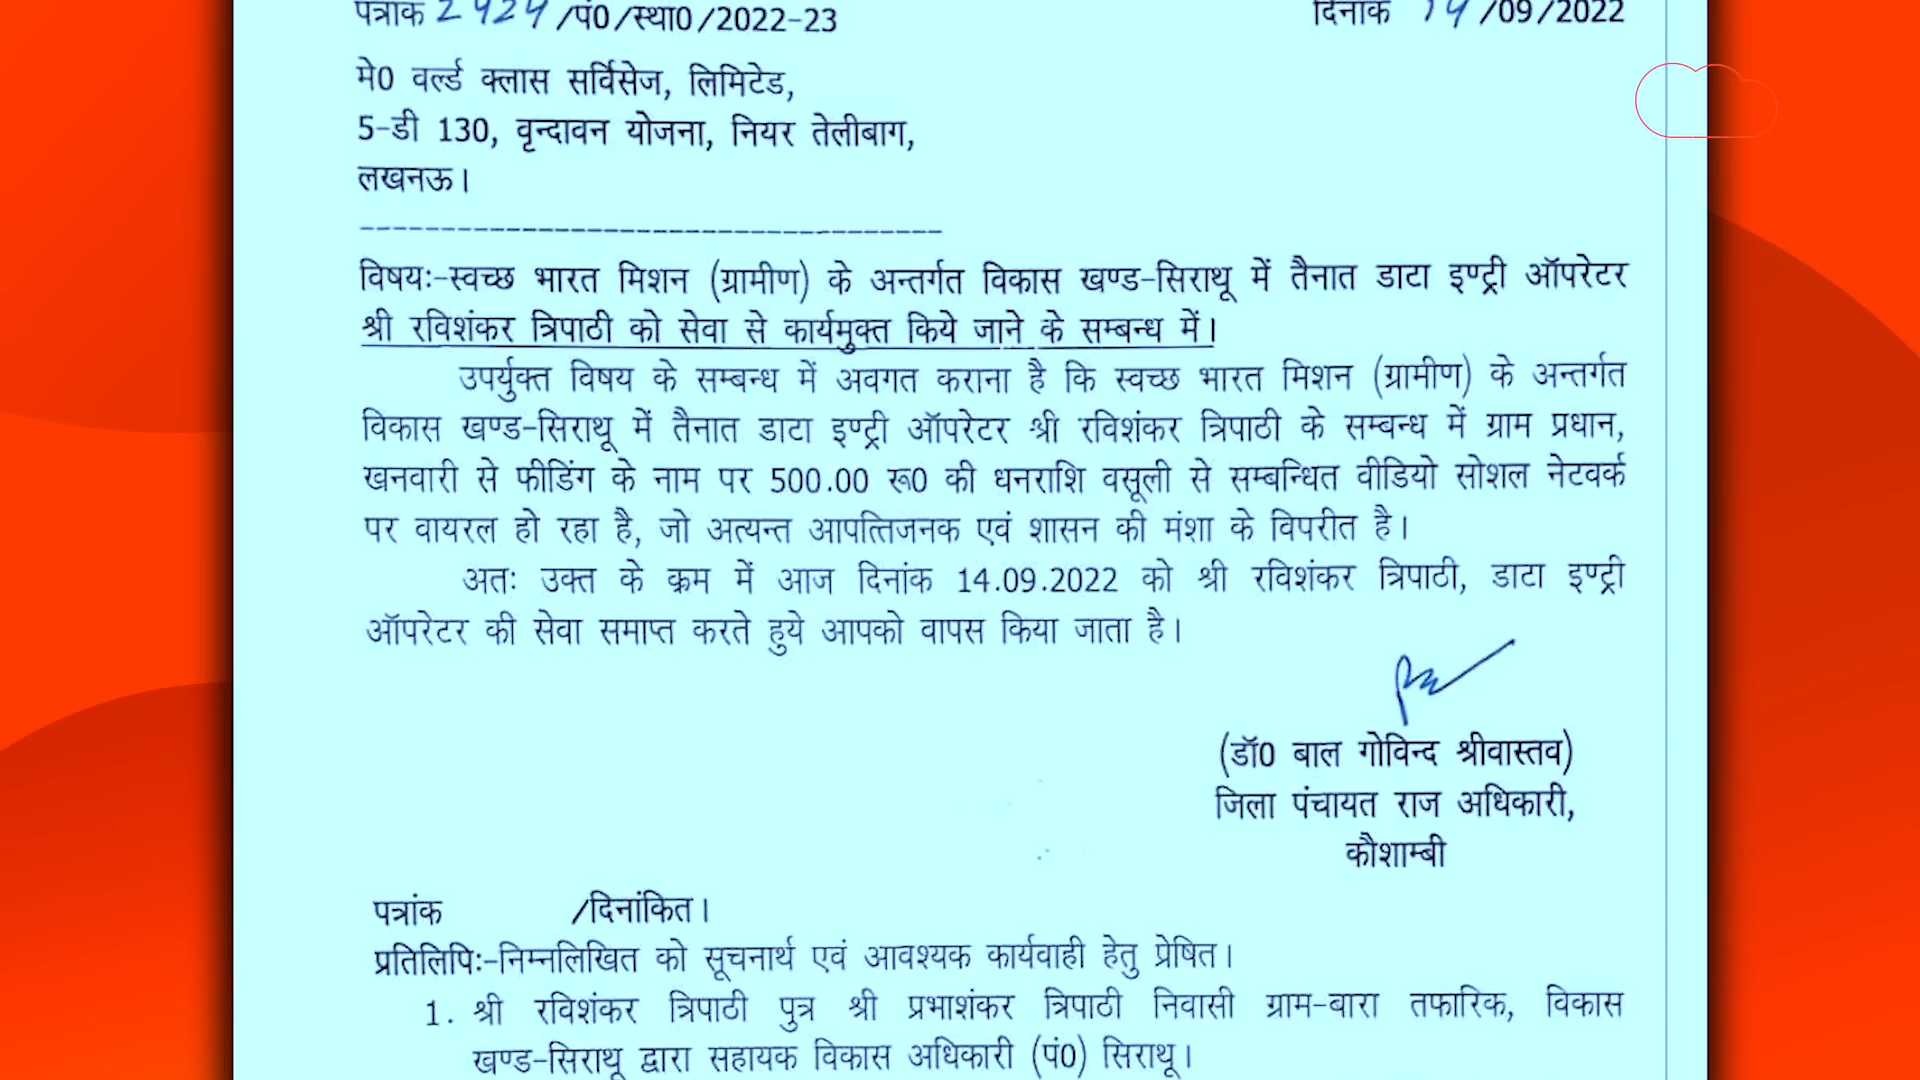 पत्रांक 2424 /पं0/स्था0/2022-23 दिनांक 14 /09/2022
मे0 वर्ल्ड क्लास सर्विसेज, लिमिटेड,
5-डी 130, वृन्दावन योजना, नियर तेलीबाग,
लखनऊ।
विषयः-स्वच्छ भारत मिशन (ग्रामीण) के अन्तर्गत विकास खण्ड-सिराथू में तैनात डाटा इण्ट्री ऑपरेटर
श्री रविशंकर त्रिपाठी को सेवा से कार्यमुक्त किये जाने के सम्बन्ध में।
उपर्युक्त विषय के सम्बन्ध में अवगत कराना है कि स्वच्छ भारत मिशन (ग्रामीण) के अन्तर्गत
विकास खण्ड-सिराथू में तैनात डाटा इण्ट्री ऑपरेटर श्री रविशंकर त्रिपाठी के सम्बन्ध में ग्राम प्रधान,
खनवारी से फीडिंग के नाम पर 500.00 रू0 की धनराशि वसूली से सम्बन्धित वीडियो सोशल नेटवर्क
पर वायरल हो रहा है, जो अत्यन्त आपत्तिजनक एवं शासन की मंशा के विपरीत है।
अतः उक्त के क्रम में आज दिनांक 14.09.2022 को श्री रविशंकर त्रिपाठी, डाटा इण्ट्री
ऑपरेटर की सेवा समाप्त करते हुये आपको वापस किया जाता है।
(डॉ0 बाल गोविन्द श्रीवास्तव)
जिला पंचायत राज अधिकारी,
कौशाम्बी
पत्रांक /दिनांकित।
प्रतिलिपिः-निम्नलिखित को सूचनार्थ एवं आवश्यक कार्यवाही हेतु प्रेषित।
1. श्री रविशंकर त्रिपाठी पुत्र श्री प्रभाशंकर त्रिपाठी निवासी ग्राम-बारा तफारिक, विकास
खण्ड-सिराथू द्वारा सहायक विकास अधिकारी (पं0) सिराथू।